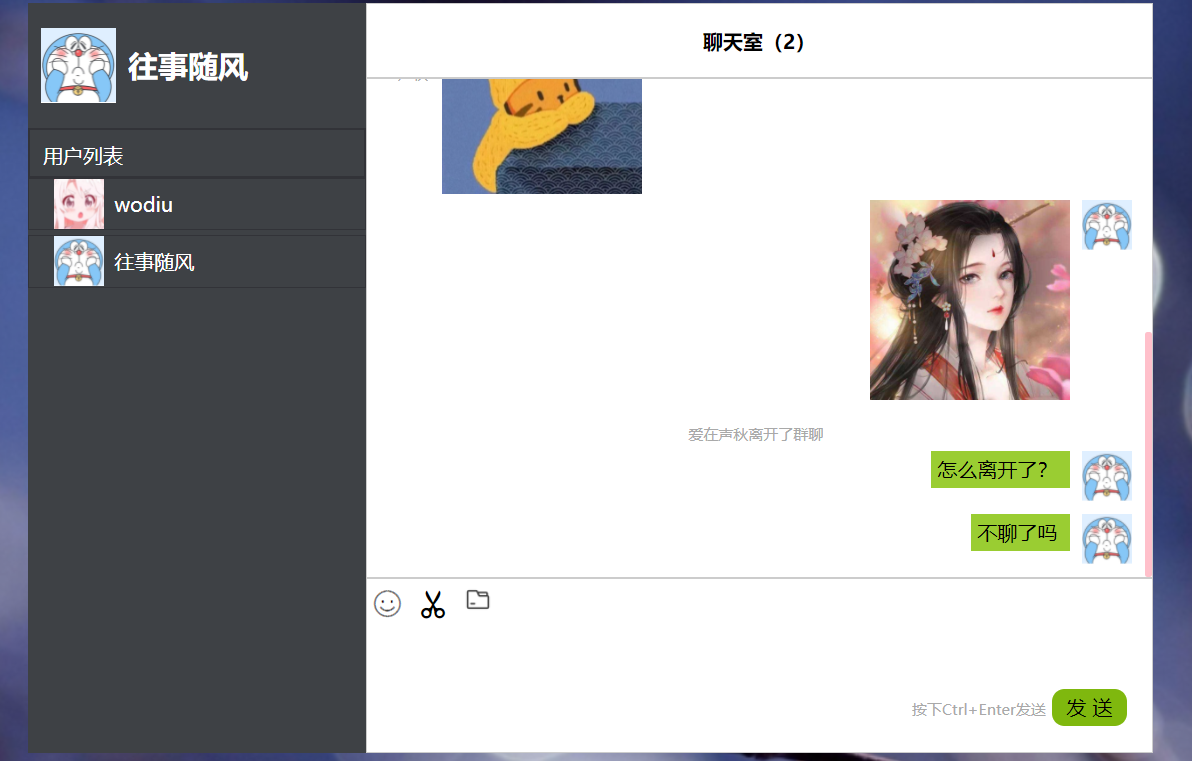 往事随风
用户列表
wodiu
往事随风
聊天室（2）
爱在声秋离开了群聊
怎么离开了？
不聊了吗
按下Ctrl+Enter发送
发 送